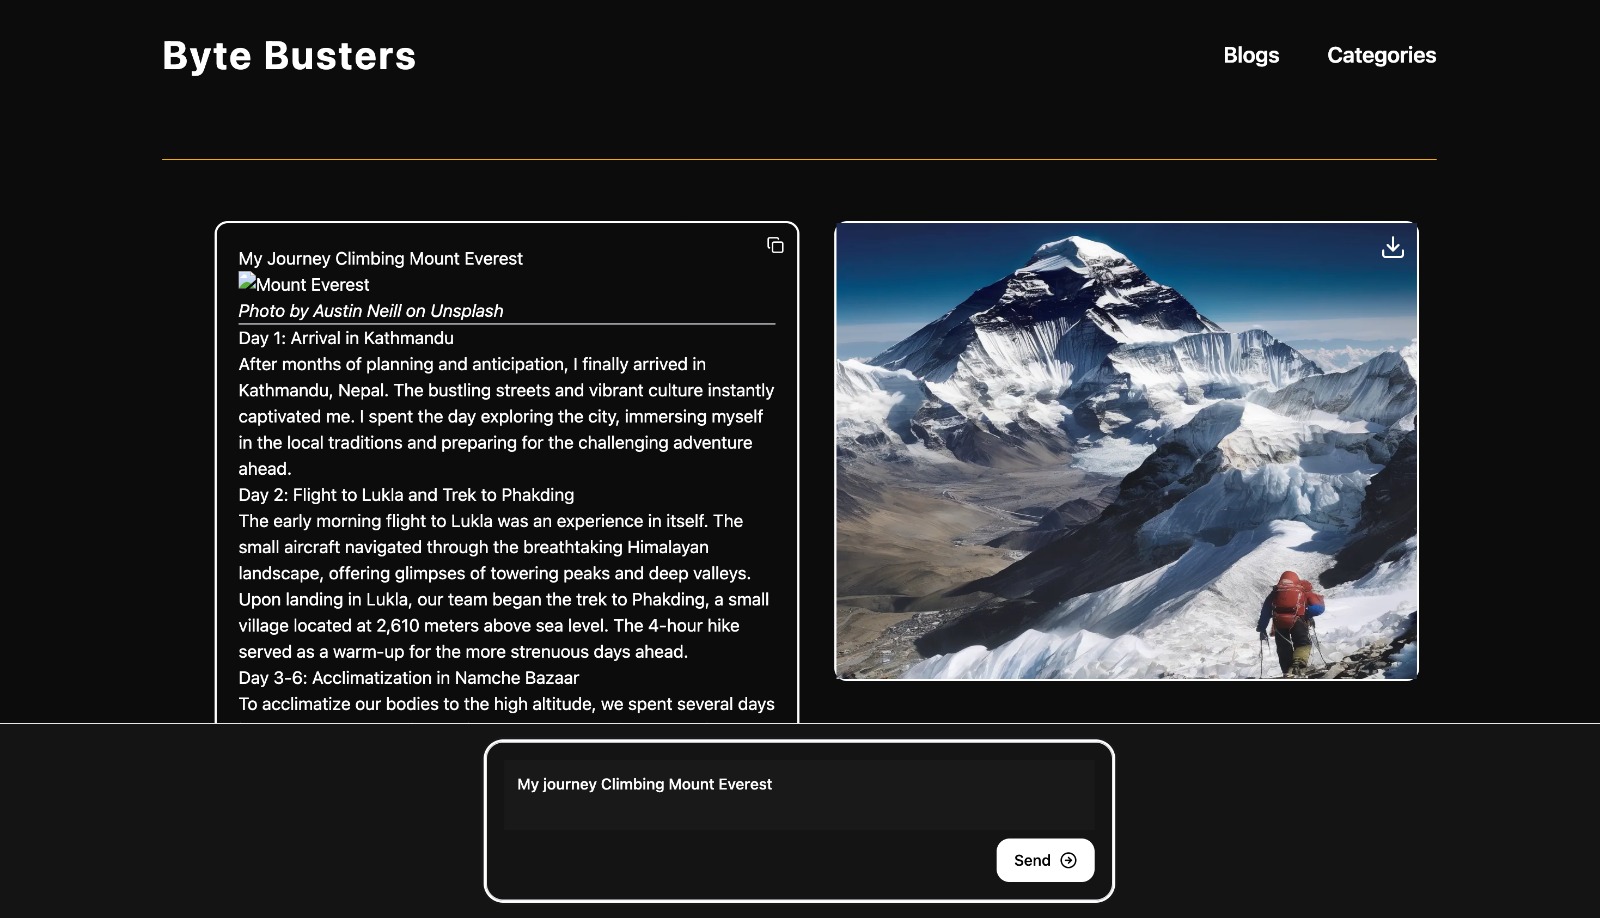 Byte Busters
Blogs
Categories
My Journey Climbing Mount Everest
Mount Everest
Photo by Austin Neill on Unsplash
Day 1: Arrival in Kathmandu
After months of planning and anticipation, I finally arrived in
Kathmandu, Nepal. The bustling streets and vibrant culture instantly
captivated me. I spent the day exploring the city, immersing myself
in the local traditions and preparing for the challenging adventure
ahead.
Day 2: Flight to Lukla and Trek to Phakding
The early morning flight to Lukla was an experience in itself. The
small aircraft navigated through the breathtaking Himalayan
landscape, offering glimpses of towering peaks and deep valleys.
Upon landing in Lukla, our team began the trek to Phakding, a small
village located at 2,610 meters above sea level. The 4-hour hike
served as a warm-up for the more strenuous days ahead.
Day 3-6: Acclimatization in Namche Bazaar
To acclimatize our bodies to the high altitude, we spent several days
My journey Climbing Mount Everest
Send